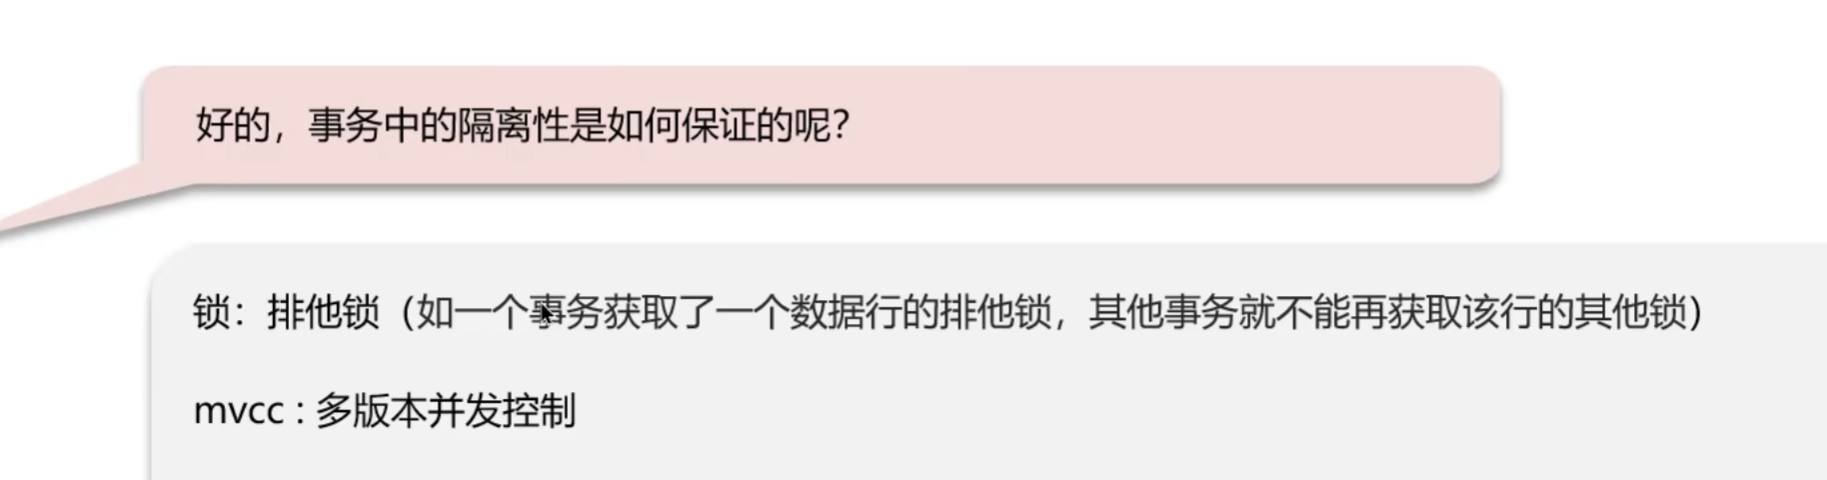 好的，事务中的隔离性是如何保证的呢？
锁：排他锁（如一个事务获取了一个数据行的排他锁，其他事务就不能再获取该行的其他锁）
mvcc : 多版本并发控制